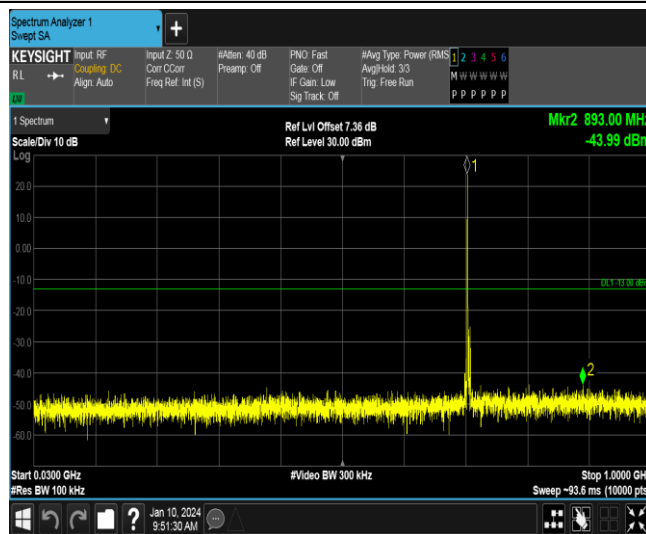 Spectrum Analyzer 1
Swept SA
+
KEYSIGHT
RL
LXI
Input: RF
Coupling: DC
Align: Auto
Input Z: 50 Ω
Corr CCorr
Freq Ref: Int (S)
#Atten: 40 dB
Preamp: Off
PNO: Fast
Gate: Off
IF Gain: Low
Sig Track: Off
#Avg Type: Power (RMS
Avg|Hold: 3/3
Trig: Free Run
1 2 3 4 5 6
M W W W W W
P P P P P P
1 Spectrum
Scale/Div 10 dB
Log
Ref Lvl Offset 7.36 dB
Ref Level 30.00 dBm
Mkr2 893.00 MHz
-43.99 dBm
1
20.0
10.0
0.00
-10.0
DL1 -13.00 dBm
-20.0
-30.0
-40.0
2
-50.0
-60.0
Start 0.0300 GHz
#Video BW 300 kHz
Stop 1.0000 GHz
#Res BW 100 kHz
Sweep ~93.6 ms (10000 pts)
?
Jan 10, 2024
9:51:30 AM